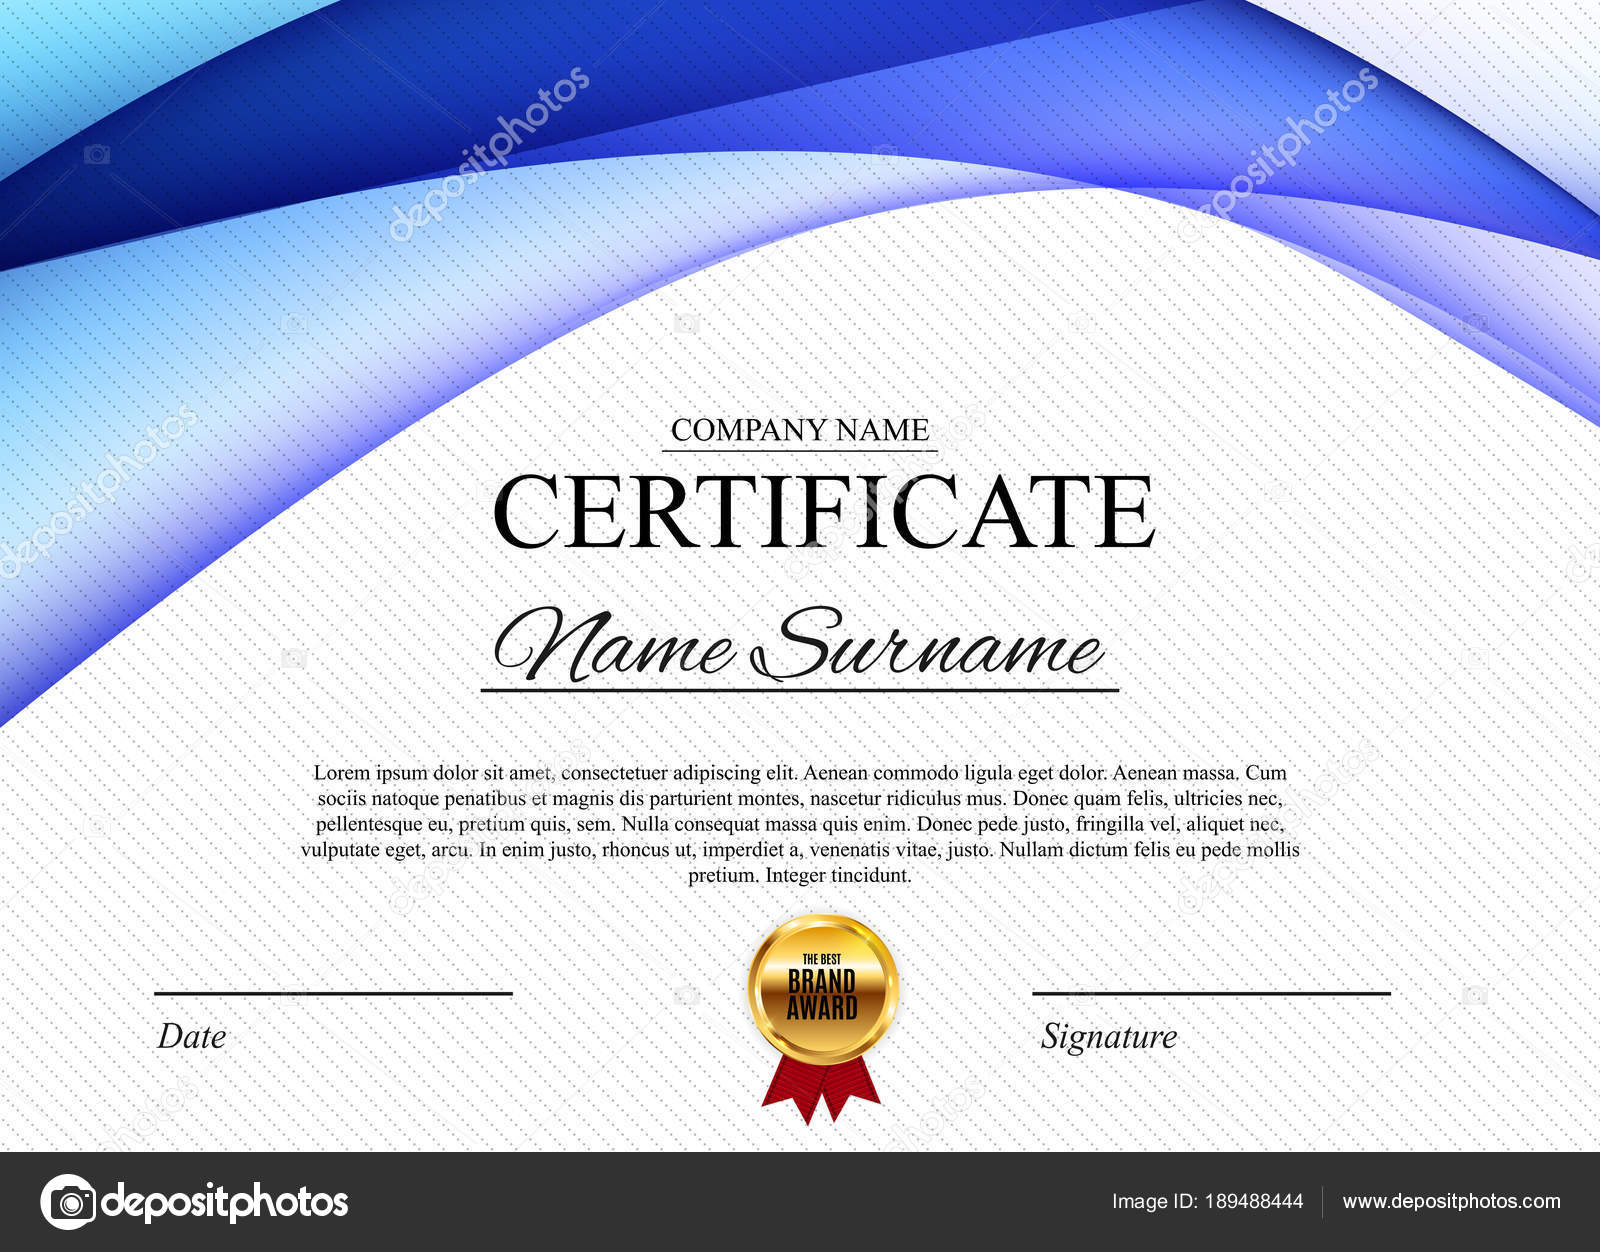 depositphotos
depositphotos
depositphotos
COMPANY NAME
CERTIFICATE
Name Surname
Lorem ipsum dolor sit amet, consectetuer adipiscing elit. Aenean commodo ligula eget dolor. Aenean massa. Cum
sociis natoque penatibus et magnis dis parturient montes, nascetur ridiculus mus. Donec quam felis, ultricies nec,
pellentesque eu, pretium quis, sem. Nulla consequat massa quis enim. Donec pede justo, fringilla vel, aliquet nec,
vulputate eget, arcu. In enim justo, rhoncus ut, imperdiet a, venenatis vitae, justo. Nullam dictum felis eu pede mollis
pretium. Integer tincidunt.
THE BEST
BRAND
AWARD
Date
Signature
depositphotos
Image ID: 189488444
www.depositphotos.com